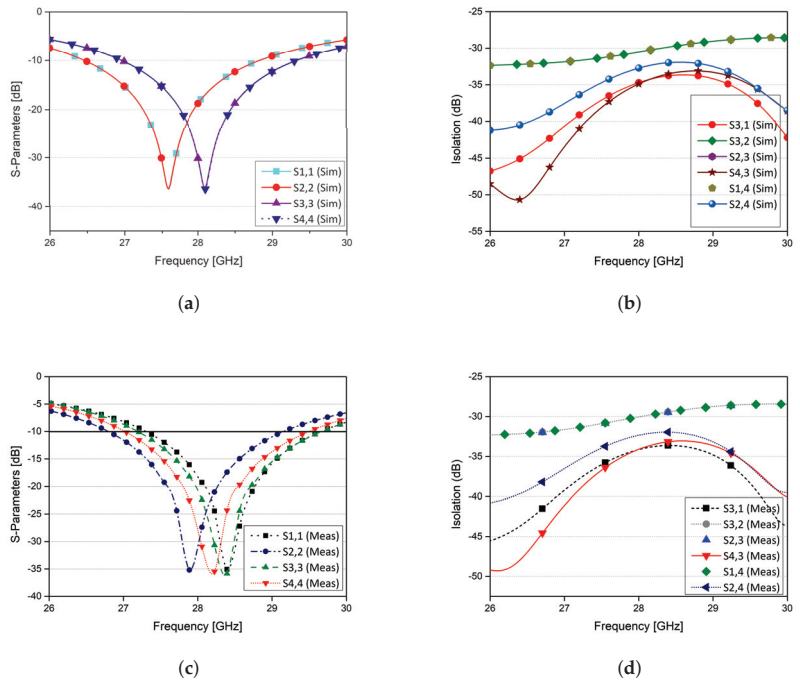 0
-10
-20
-30
-40
S-Parameters [dB]
S1,1 (Sim)
S2,2 (Sim)
S3,3 (Sim)
S4,4 (Sim)
26 27 28 29 30
Frequency [GHz]
(a)
-25
-30
-35
-40
-45
-50
-55
Isolation (dB)
S3,1 (Sim)
S3,2 (Sim)
S2,3 (Sim)
S4,3 (Sim)
S1,4 (Sim)
S2,4 (Sim)
26 27 28 29 30
Frequency [GHz]
(b)
0
-5
-10
-15
-20
-25
-30
-35
-40
S-Parameters [dB]
S1,1 (Meas)
S2,2 (Meas)
S3,3 (Meas)
S4,4 (Meas)
26 27 28 29 30
Frequency [GHz]
(c)
-25
-30
-35
-40
-45
-50
Isolation (dB)
S3,1 (Meas)
S3,2 (Meas)
S2,3 (Meas)
S4,3 (Meas)
S1,4 (Meas)
S2,4 (Meas)
26 27 28 29 30
Frequency [GHz]
(d)